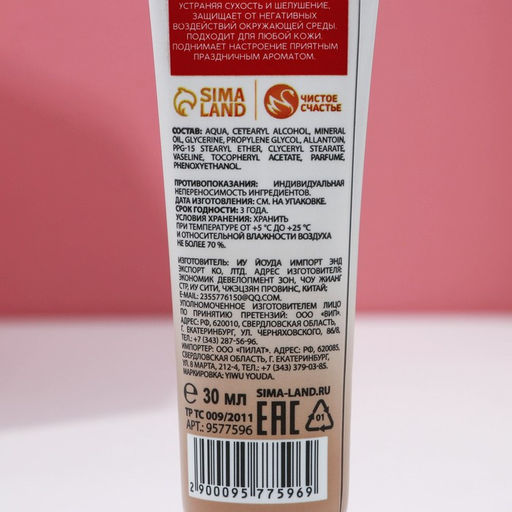 УСТРАНЯЯ СУХОСТЬ И ШЕЛУШЕНИЕ,
ЗАЩИЩАЕТ ОТ НЕГАТИВНЫХ
ВОЗДЕЙСТВИЙ ОКРУЖАЮЩЕЙ СРЕДЫ.
ПОДХОДИТ ДЛЯ ЛЮБОЙ КОЖИ.
ПОДНИМАЕТ НАСТРОЕНИЕ ПРИЯТНЫМ
ПРАЗДНИЧНЫМ АРОМАТОМ.
SIMA LAND
ЧИСТОЕ СЧАСТЬЕ
СОСТАВ: AQUA, CETEARYL ALCOHOL, MINERAL
OIL, GLYCERINE, PROPYLENE GLYCOL, ALLANTOIN,
PPG-15 STEARYL ETHER, GLYCERYL STEARATE,
VASELINE, TOCOPHERYL ACETATE, PARFUME,
PHENOXYETHANOL.
ПРОТИВОПОКАЗАНИЯ: ИНДИВИДУАЛЬНАЯ
НЕПЕРЕНОСИМОСТЬ ИНГРЕДИЕНТОВ.
ДАТА ИЗГОТОВЛЕНИЯ: СМ. НА УПАКОВКЕ.
СРОК ГОДНОСТИ: 3 ГОДА.
УСЛОВИЯ ХРАНЕНИЯ: ХРАНИТЬ
ПРИ ТЕМПЕРАТУРЕ ОТ +5 °C ДО +25 °C
И ОТНОСИТЕЛЬНОЙ ВЛАЖНОСТИ ВОЗДУХА
НЕ БОЛЕЕ 70 %.
ИЗГОТОВИТЕЛЬ: ИУ ЙОУДА ИМПОРТ ЭНД
ЭКСПОРТ КО, ЛТД. АДРЕС ИЗГОТОВИТЕЛЯ:
ЭКОНОМИК ДЕВЕЛОПМЕНТ ЗОН, ЧОУ ЖИАНГ
СТР, ИУ СИТИ, ЧЖЭЦЗЯН ПРОВИНС, КИТАЙ;
E-MAIL: 2355776150@QQ.COM.
УПОЛНОМОЧЕННОЕ ИЗГОТОВИТЕЛЕМ ЛИЦО
ПО ПРИНЯТИЮ ПРЕТЕНЗИЙ: ООО «ВИП».
АДРЕС: РФ, 620010, СВЕРДЛОВСКАЯ ОБЛАСТЬ,
Г. ЕКАТЕРИНБУРГ, УЛ. ЧЕРНЯХОВСКОГО, 86/8,
ТЕЛ.: +7 (343) 287-56-96.
ИМПОРТЕР: ООО «ПИЛАТ». АДРЕС: РФ, 620085,
СВЕРДЛОВСКАЯ ОБЛАСТЬ, Г. ЕКАТЕРИНБУРГ,
УЛ. 8 МАРТА, 212-4, ТЕЛ.: +7 (343) 379-03-85.
МАРКИРОВКА: YIWU YOUDA.
℮ 30 МЛ SIMA-LAND.RU
ТР ТС 009/2011 EAC 01
АРТ.: 9577596
2 900095 775969